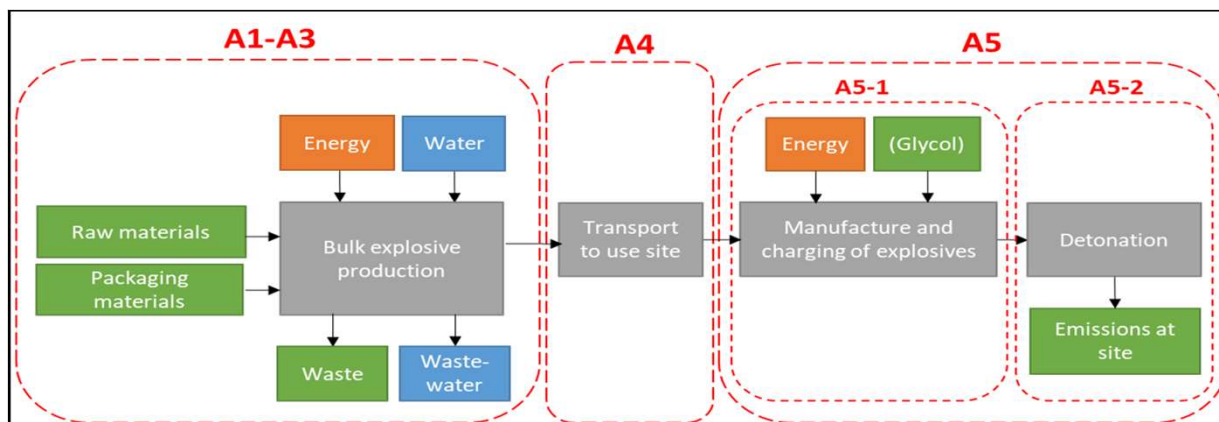 A1-A3
A4
A5
A5-1
A5-2
Energy
Water
Energy
(Glycol)
Raw materials
Packaging
materials
Bulk explosive
production
Transport
to use site
Manufacture and
charging of explosives
Detonation
Waste
Waste-
water
Emissions at
site